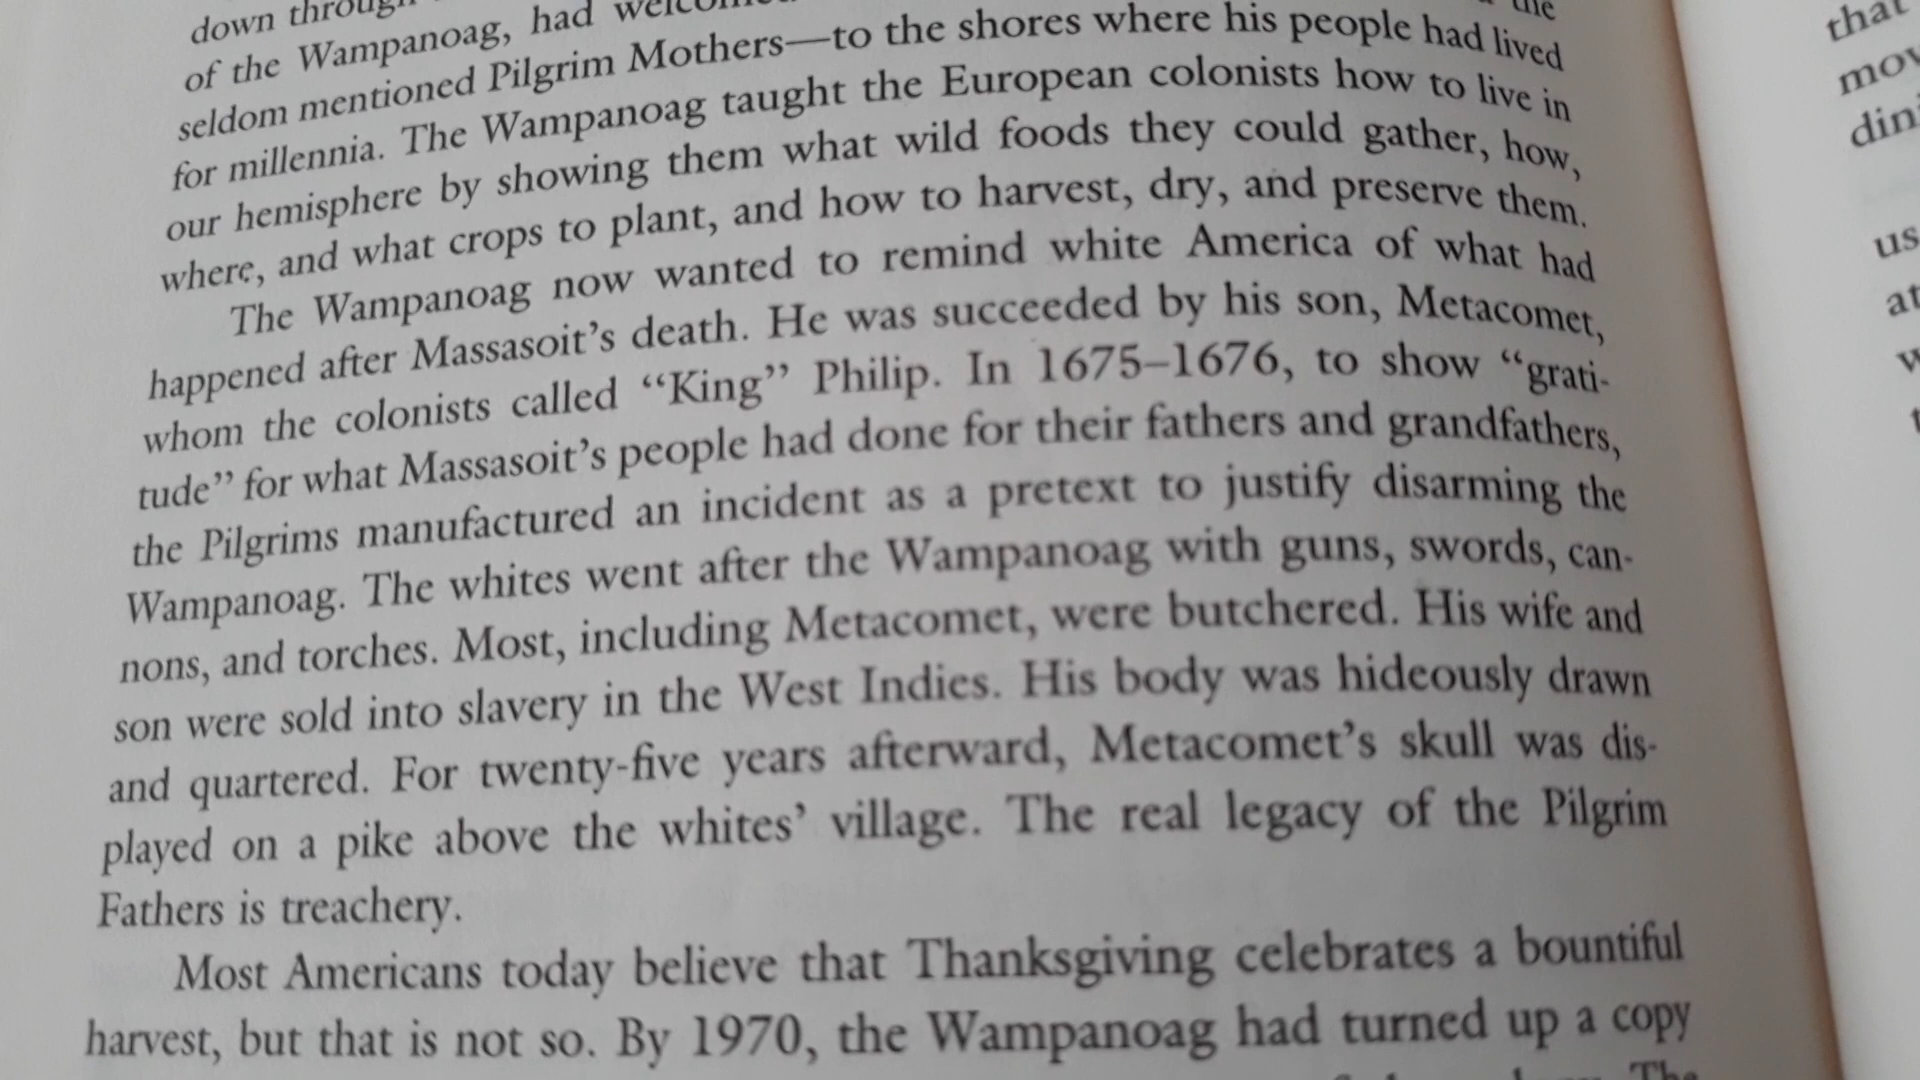 down through
of the Wampanoag, had the
seldom mentioned Pilgrim Mothers—to the shores where his people had lived
for millennia. The Wampanoag taught the European colonists how to live in
our hemisphere by showing them what wild foods they could gather, how,
where, and what crops to plant, and how to harvest, dry, and preserve them.
The Wampanoag now wanted to remind white America of what had
happened after Massasoit's death. He was succeeded by his son, Metacomet,
whom the colonists called “King” Philip. In 1675–1676, to show “grati-
tude” for what Massasoit's people had done for their fathers and grandfathers,
the Pilgrims manufactured an incident as a pretext to justify disarming the
Wampanoag. The whites went after the Wampanoag with guns, swords, can-
nons, and torches. Most, including Metacomet, were butchered. His wife and
son were sold into slavery in the West Indies. His body was hideously drawn
and quartered. For twenty-five years afterward, Metacomet's skull was dis-
played on a pike above the whites' village. The real legacy of the Pilgrim
Fathers is treachery.
Most Americans today believe that Thanksgiving celebrates a bountiful
harvest, but that is not so. By 1970, the Wampanoag had turned up a copy
The
that
us